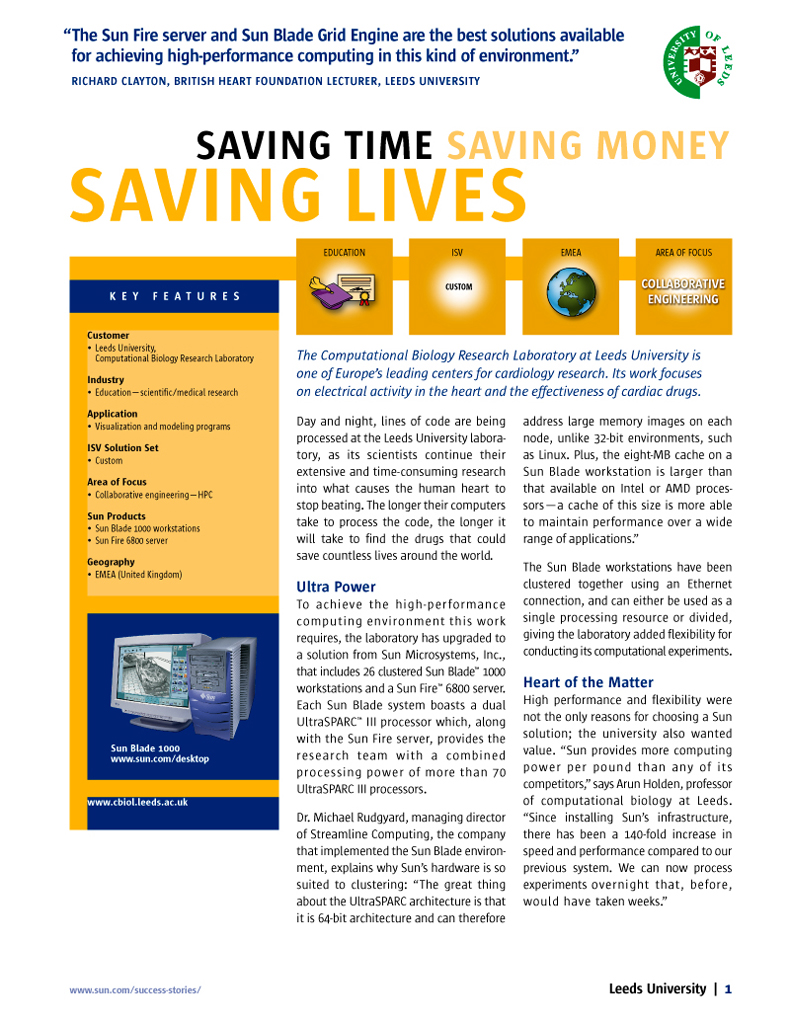 “The Sun Fire server and Sun Blade Grid Engine are the best solutions available
for achieving high-performance computing in this kind of environment.”
RICHARD CLAYTON, BRITISH HEART FOUNDATION LECTURER, LEEDS UNIVERSITY
UNIVERSITY OF LEEDS
SAVING TIME SAVING MONEY
SAVING LIVES
EDUCATION
ISV
CUSTOM
EMEA
AREA OF FOCUS
COLLABORATIVE
ENGINEERING
KEY FEATURES
Customer
• Leeds University,
Computational Biology Research Laboratory
Industry
• Education—scientific/medical research
Application
• Visualization and modeling programs
ISV Solution Set
• Custom
Area of Focus
• Collaborative engineering—HPC
Sun Products
• Sun Blade 1000 workstations
• Sun Fire 6800 server
Geography
• EMEA (United Kingdom)
Sun Blade 1000
www.sun.com/desktop
www.cbiol.leeds.ac.uk
The Computational Biology Research Laboratory at Leeds University is
one of Europe’s leading centers for cardiology research. Its work focuses
on electrical activity in the heart and the effectiveness of cardiac drugs.
Day and night, lines of code are being
processed at the Leeds University labora-
tory, as its scientists continue their
extensive and time-consuming research
into what causes the human heart to
stop beating. The longer their computers
take to process the code, the longer it
will take to find the drugs that could
save countless lives around the world.
Ultra Power
To achieve the high-performance
computing environment this work
requires, the laboratory has upgraded to
a solution from Sun Microsystems, Inc.,
that includes 26 clustered Sun Blade™ 1000
workstations and a Sun Fire™ 6800 server.
Each Sun Blade system boasts a dual
UltraSPARC™ III processor which, along
with the Sun Fire server, provides the
research team with a combined
processing power of more than 70
UltraSPARC III processors.
Dr. Michael Rudgyard, managing director
of Streamline Computing, the company
that implemented the Sun Blade environ-
ment, explains why Sun’s hardware is so
suited to clustering: “The great thing
about the UltraSPARC architecture is that
it is 64-bit architecture and can therefore
address large memory images on each
node, unlike 32-bit environments, such
as Linux. Plus, the eight-MB cache on a
Sun Blade workstation is larger than
that available on Intel or AMD proces-
sors—a cache of this size is more able
to maintain performance over a wide
range of applications.”
The Sun Blade workstations have been
clustered together using an Ethernet
connection, and can either be used as a
single processing resource or divided,
giving the laboratory added flexibility for
conducting its computational experiments.
Heart of the Matter
High performance and flexibility were
not the only reasons for choosing a Sun
solution; the university also wanted
value. “Sun provides more computing
power per pound than any of its
competitors,” says Arun Holden, professor
of computational biology at Leeds.
“Since installing Sun’s infrastructure,
there has been a 140-fold increase in
speed and performance compared to our
previous system. We can now process
experiments overnight that, before,
would have taken weeks.”
www.sun.com/success-stories/
Leeds University | 1